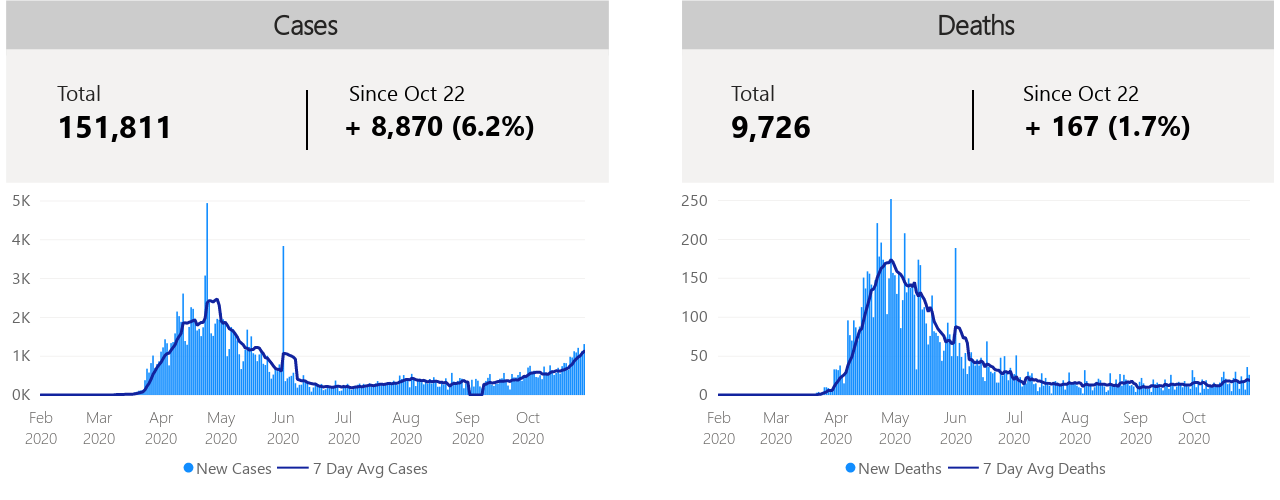 Cases
Total
Since Oct 22
151,811
+ 8,870 (6.2%)
5K
4K
3K
2K
1K
0K
Feb Mar Apr May Jun Jul Aug Sep Oct
2020 2020 2020 2020 2020 2020 2020 2020 2020
New Cases 7 Day Avg Cases
Deaths
Total
Since Oct 22
9,726
+ 167 (1.7%)
250
200
150
100
50
0
Feb Mar Apr May Jun Jul Aug Sep Oct
2020 2020 2020 2020 2020 2020 2020 2020 2020
New Deaths 7 Day Avg Deaths